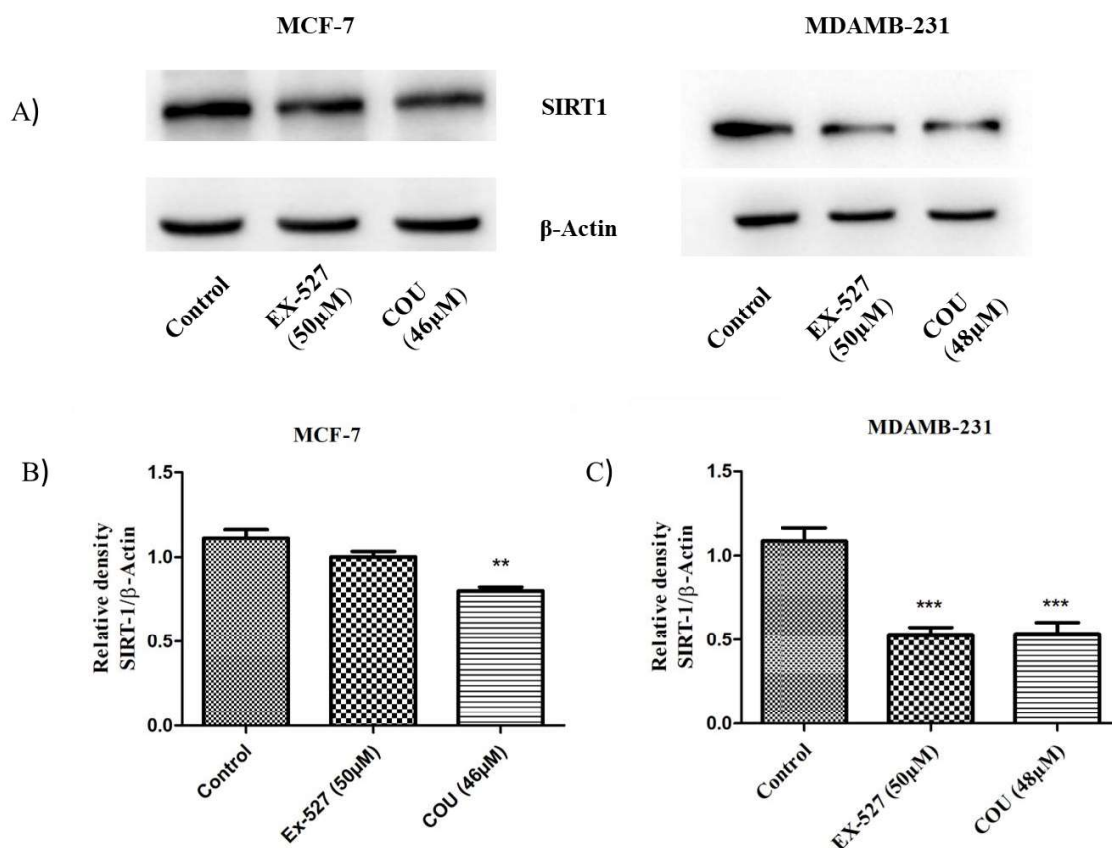 MCF-7
MDAMB-231
A)
SIRT1
β-Actin
Control
EX-527
(50μM)
COU
(46μM)
Control
EX-527
(50μM)
COU
(48μM)
B)
MCF-7
Relative density
SIRT-1/β-Actin
1.5
1.0
0.5
0.0
**
Control
Ex-527 (50μM)
COU (46μM)
C)
MDAMB-231
Relative density
SIRT-1/β-Actin
1.5
1.0
0.5
0.0
***
***
Control
EX-527 (50μM)
COU (48μM)